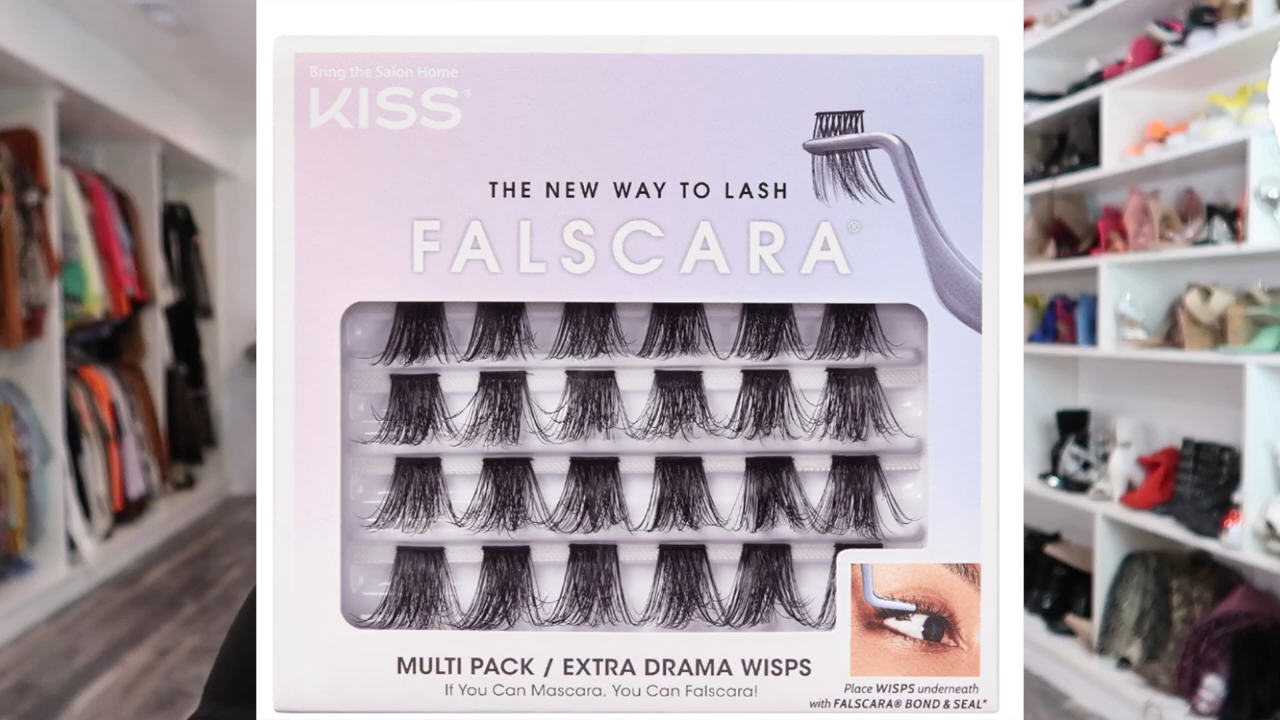 Bring the Salon Home
KISS®
THE NEW WAY TO LASH
FALSCARA®
MULTI PACK / EXTRA DRAMA WISPS
If You Can Mascara, You Can Falscara!
Place WISPS underneath
with FALSCARA® BOND & SEAL*